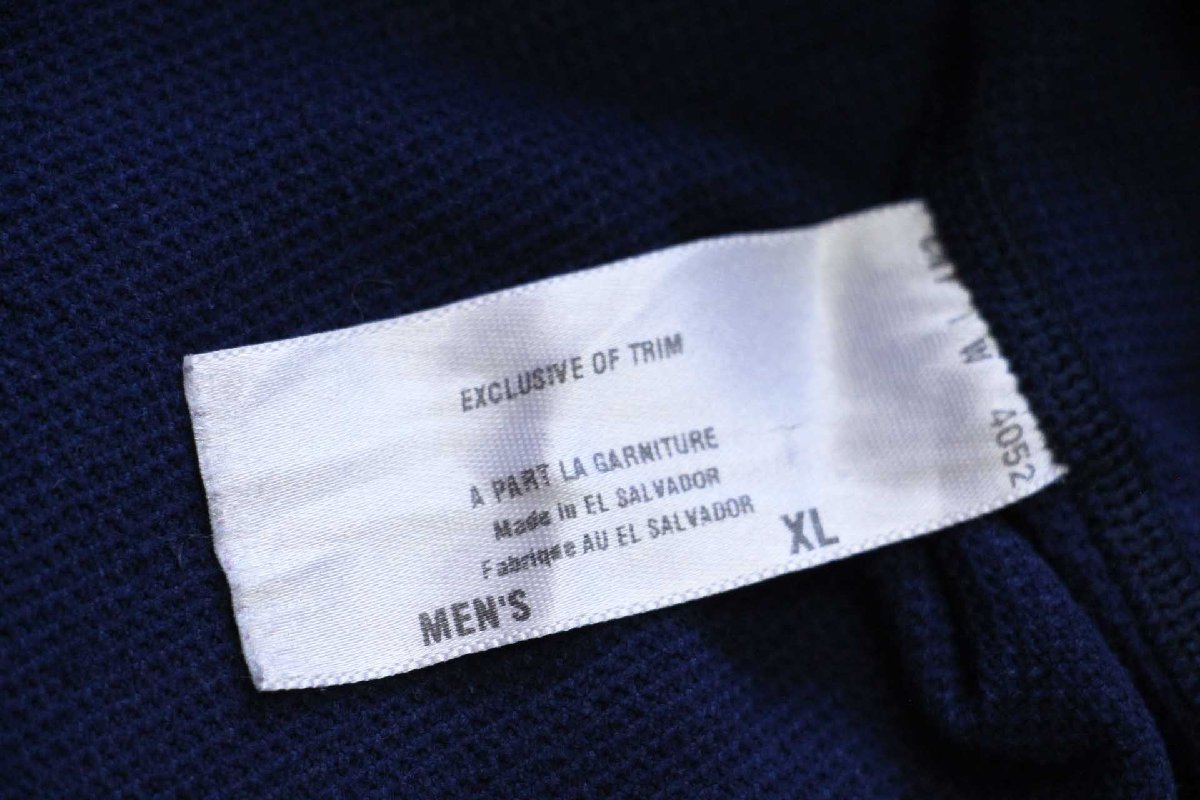 EXCLUSIVE OF TRIM
A PART LA GARNITURE
Made in EL SALVADOR
Fabrique AU EL SALVADOR
MEN'S XL
W 4052